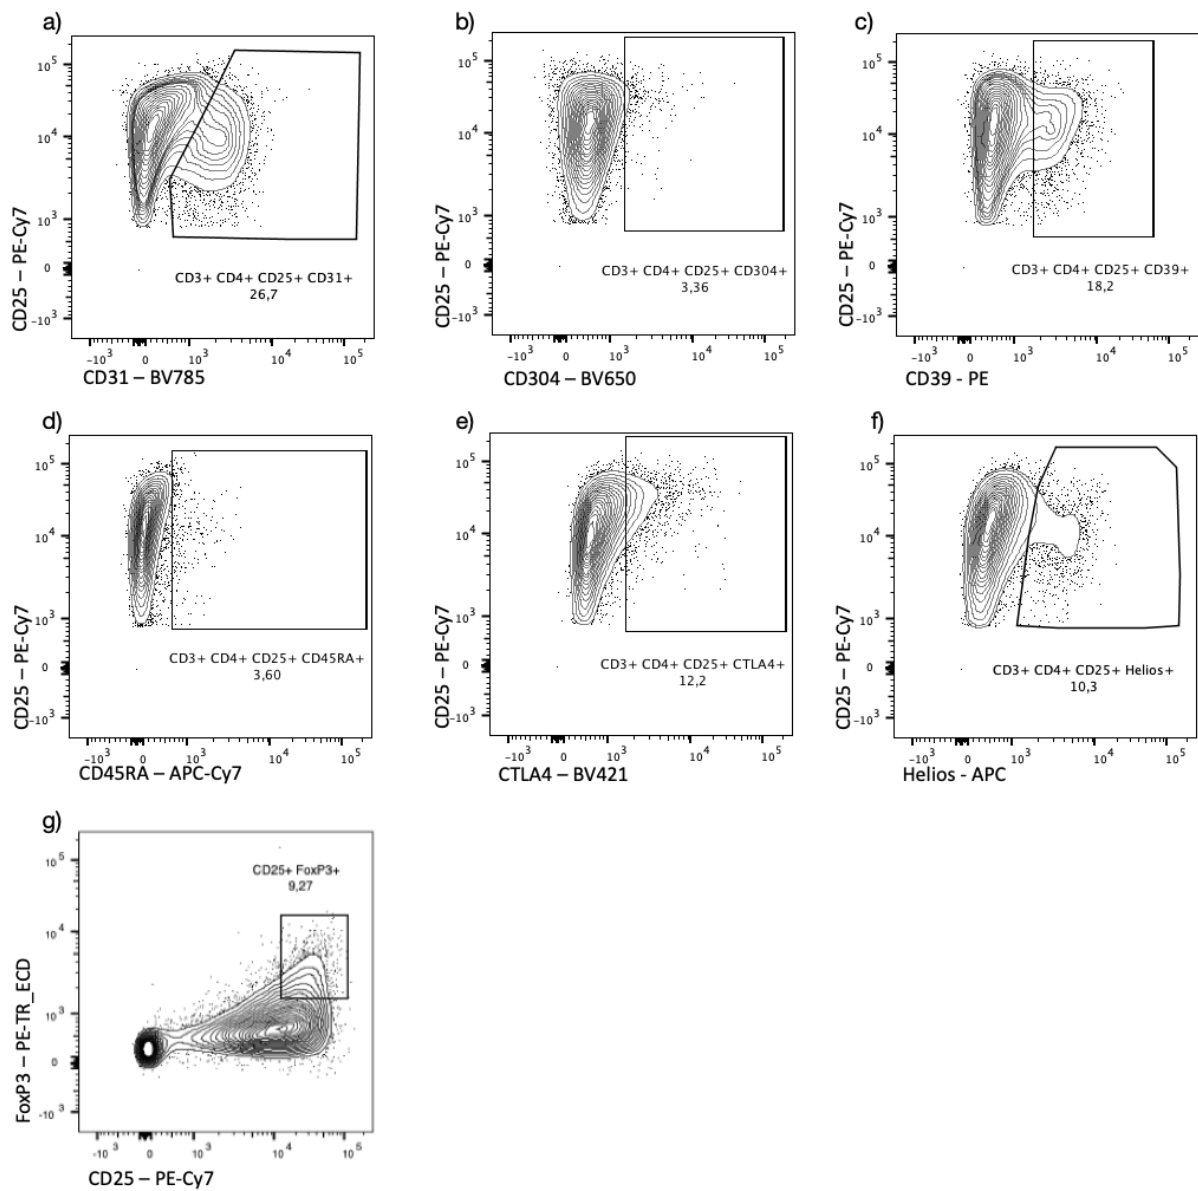 a)
10^5
10^4
10^3
0
-10^3
CD25 – PE-Cy7
CD3+ CD4+ CD25+ CD31+
26,7
-10^3 0 10^3 10^4 10^5
CD31 – BV785
b)
10^5
10^4
10^3
0
-10^3
CD25 – PE-Cy7
CD3+ CD4+ CD25+ CD304+
3,36
-10^3 0 10^3 10^4 10^5
CD304 – BV650
c)
10^5
10^4
10^3
0
-10^3
CD25 – PE-Cy7
CD3+ CD4+ CD25+ CD39+
18,2
-10^3 0 10^3 10^4 10^5
CD39 - PE
d)
10^5
10^4
10^3
0
-10^3
CD25 – PE-Cy7
CD3+ CD4+ CD25+ CD45RA+
3,60
-10^3 0 10^3 10^4 10^5
CD45RA – APC-Cy7
e)
10^5
10^4
10^3
0
-10^3
CD25 – PE-Cy7
CD3+ CD4+ CD25+ CTLA4+
12,2
-10^3 0 10^3 10^4 10^5
CTLA4 – BV421
f)
10^5
10^4
10^3
0
-10^3
CD25 – PE-Cy7
CD3+ CD4+ CD25+ Helios+
10,3
-10^3 0 10^3 10^4 10^5
Helios - APC
g)
10^5
10^4
10^3
0
-10^3
FoxP3 – PE-TR_ECD
CD25+ FoxP3+
9,27
-10^3 0 10^3 10^4 10^5
CD25 – PE-Cy7